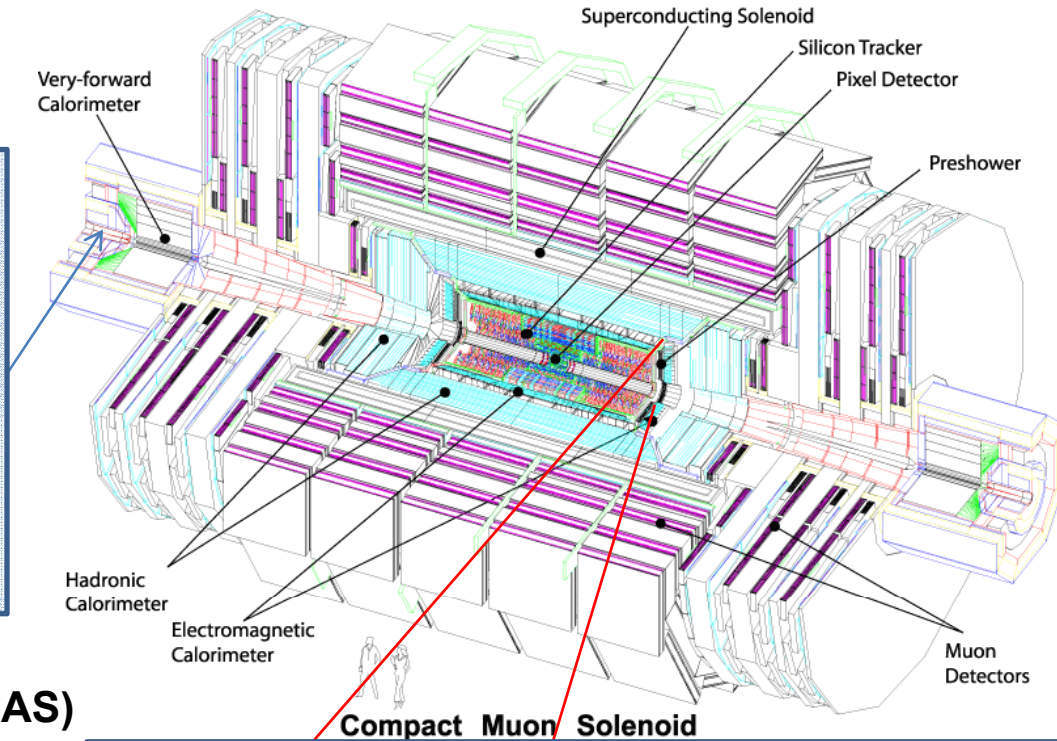 Superconducting Solenoid
Silicon Tracker
Pixel Detector
Very-forward
Calorimeter
Preshower
Hadronic
Calorimeter
Electromagnetic
Calorimeter
Muon
Detectors
AS)
Compact Muon Solenoid